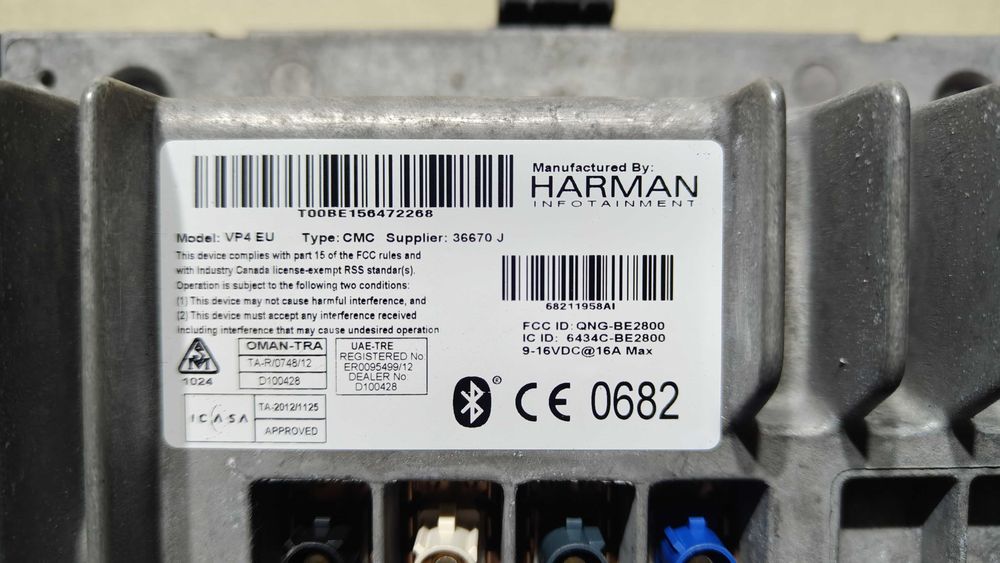 T00BE156472268
Manufactured By:
HARMAN
INFOTAINMENT
Model: VP4 EU Type: CMC Supplier: 36670 J
This device complies with part 15 of the FCC rules and
with Industry Canada license-exempt RSS standar(s).
Operation is subject to the following two conditions:
(1) This device may not cause harmful interference, and
(2) This device must accept any interference received
including interference that may cause undesired operation
68211958AI
FCC ID: QNG-BE2800
IC ID: 6434C-BE2800
9-16VDC@16A Max
1024
OMAN-TRA
TA-R/0748/12
D100428
UAE-TRE
REGISTERED No
ER0095499/12
DEALER No
D100428
ICASA
TA-2012/1125
APPROVED
® CE 0682